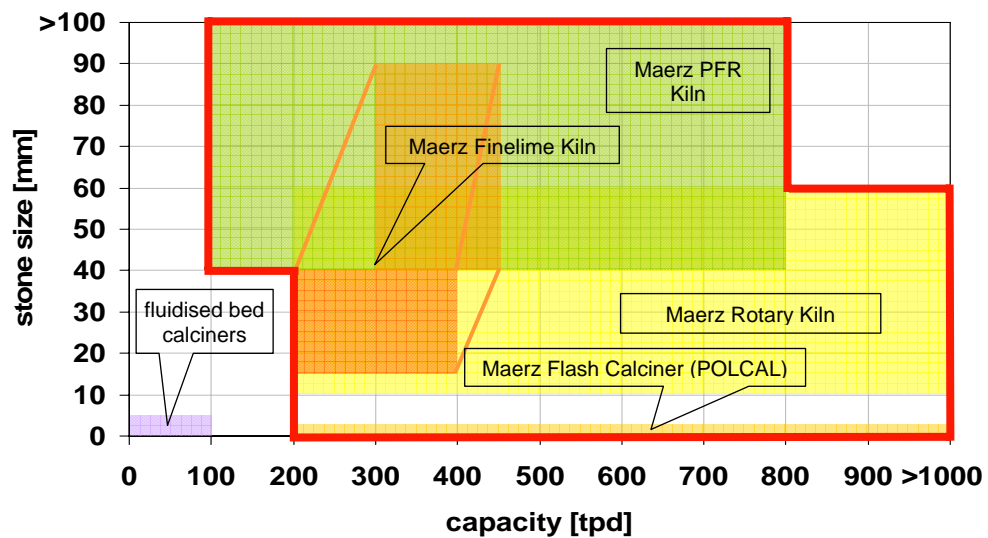 >100
90
80
70
60
50
40
30
20
10
0
stone size [mm]
Maerz PFR
Kiln
Maerz Finelime Kiln
fluidised bed
calciners
Maerz Rotary Kiln
Maerz Flash Calciner (POLCAL)
0 100 200 300 400 500 600 700 800 900 >1000
capacity [tpd]